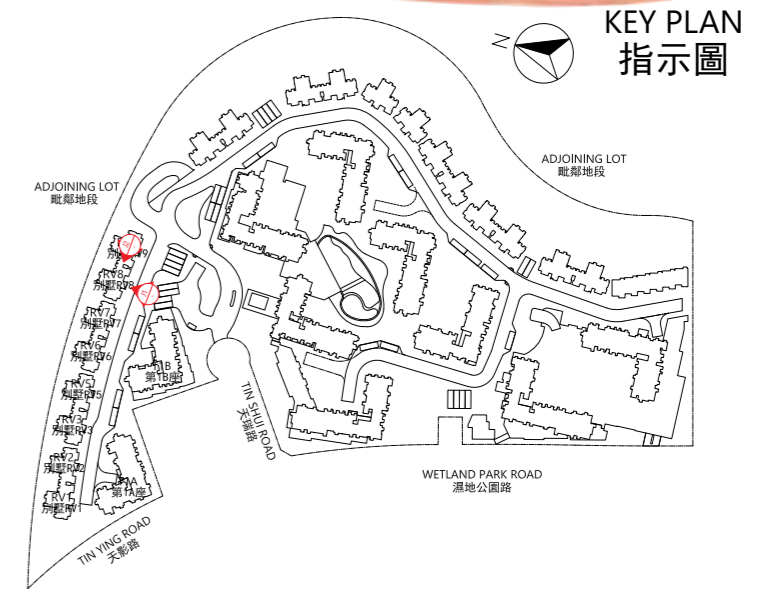 KEY PLAN
指示圖
N
ADJOINING LOT
毗鄰地段
ADJOINING LOT
毗鄰地段
RV8
別墅RV8
RV7
別墅RV7
RV6
別墅RV6
RV5
別墅RV5
RV3
別墅RV3
RV2
別墅RV2
RV1
別墅RV1
第1B座
第1A座
TIN SHUI ROAD
天瑞路
TIN YING ROAD
天影路
WETLAND PARK ROAD
濕地公園路